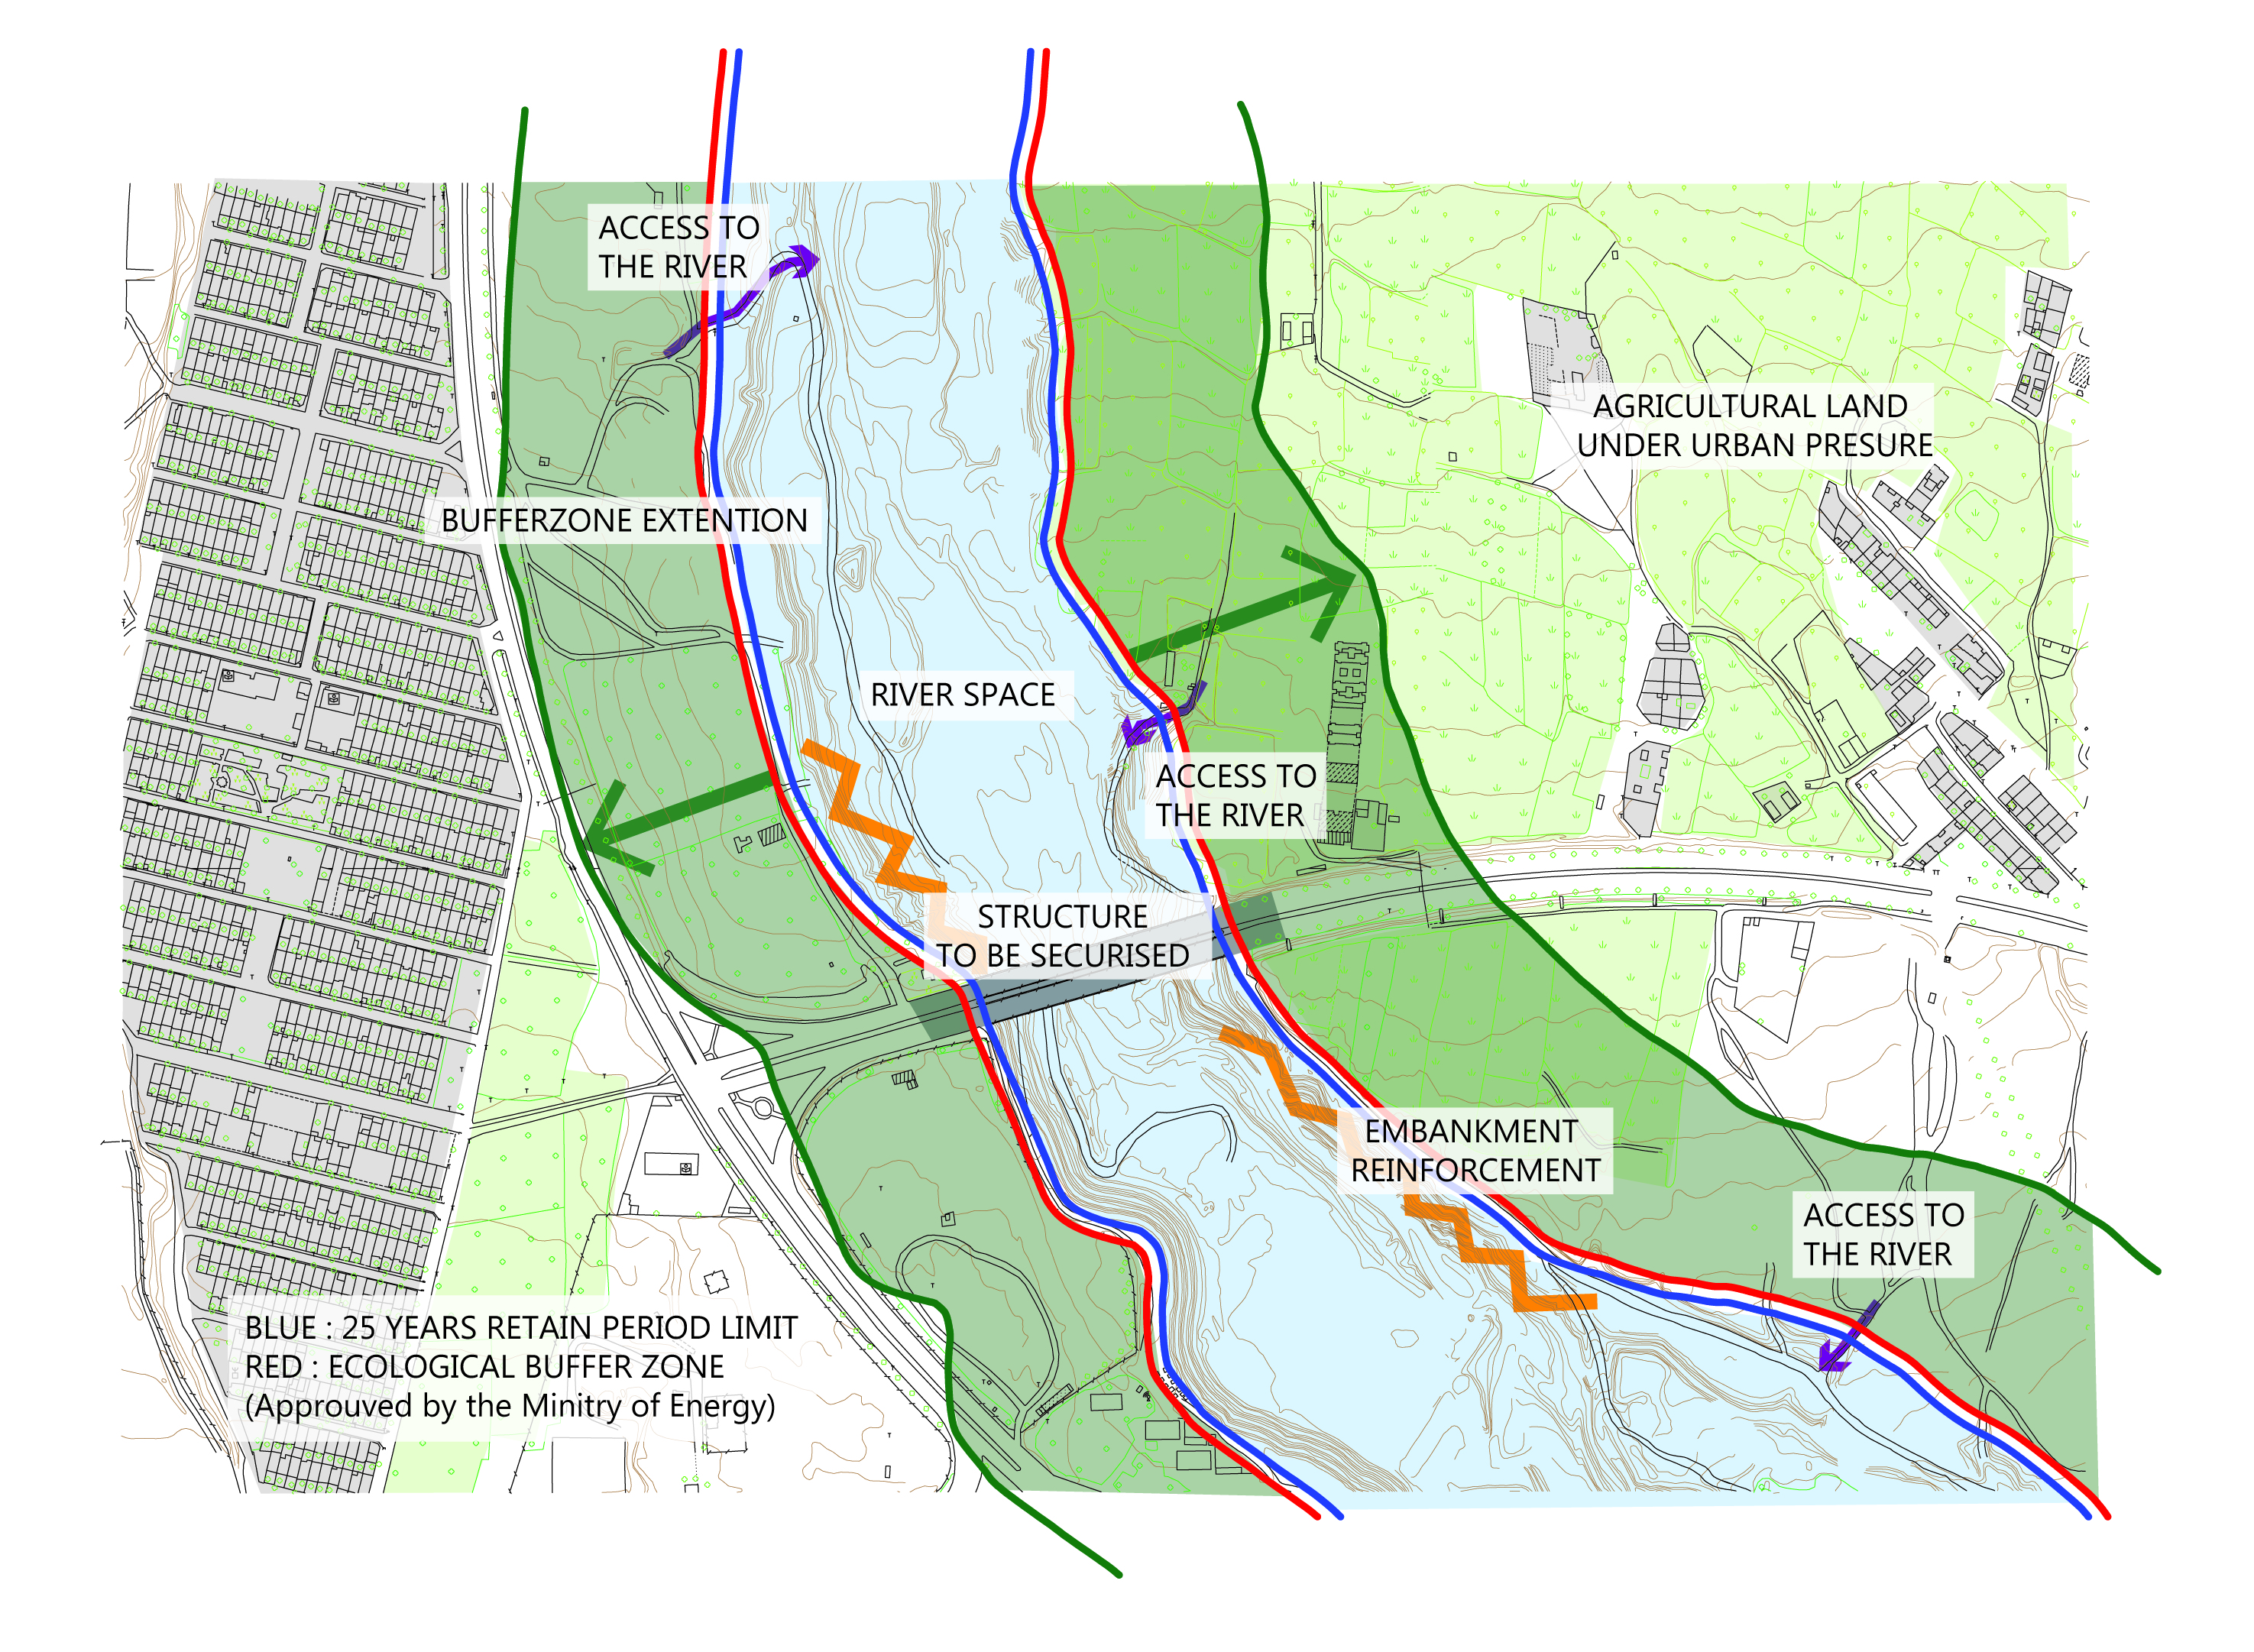 ACCESS TO
THE RIVER
AGRICULTURAL LAND
UNDER URBAN PRESURE
BUFFERZONE EXTENTION
RIVER SPACE
ACCESS TO
THE RIVER
STRUCTURE
TO BE SECURISED
EMBANKMENT
REINFORCEMENT
ACCESS TO
THE RIVER
BLUE : 25 YEARS RETAIN PERIOD LIMIT
RED : ECOLOGICAL BUFFER ZONE
(Approuved by the Minitry of Energy)